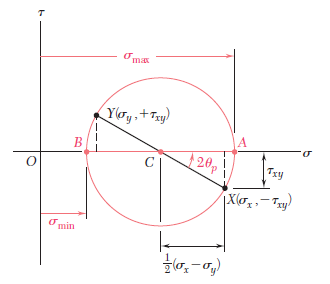 τ
σmax
Y(σy, +τxy)
B
A
O
C
2θp
σ
τxy
X(σx, −τxy)
σmin
½(σx − σy)